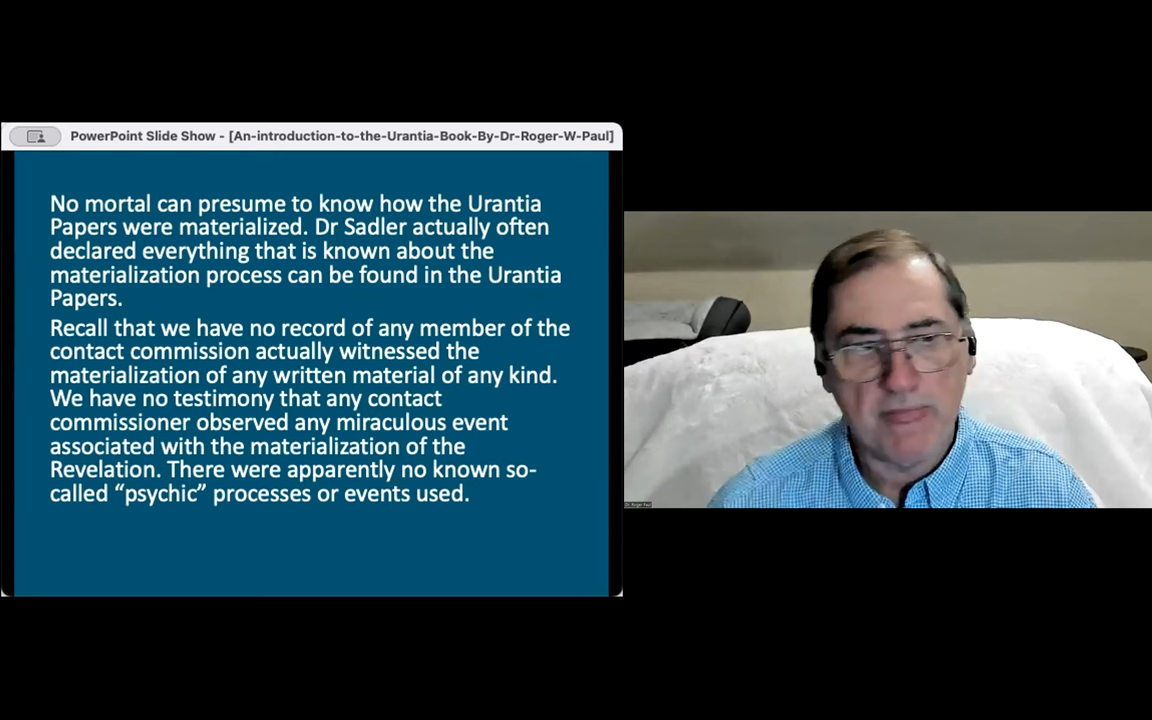 PowerPoint Slide Show - [An-introduction-to-the-Urantia-Book-By-Dr-Roger-W-Paul]
No mortal can presume to know how the Urantia
Papers were materialized. Dr Sadler actually often
declared everything that is known about the
materialization process can be found in the Urantia
Papers.
Recall that we have no record of any member of the
contact commission actually witnessed the
materialization of any written material of any kind.
We have no testimony that any contact
commissioner observed any miraculous event
associated with the materialization of the
Revelation. There were apparently no known so-
called “psychic” processes or events used.
Dr. Roger Paul